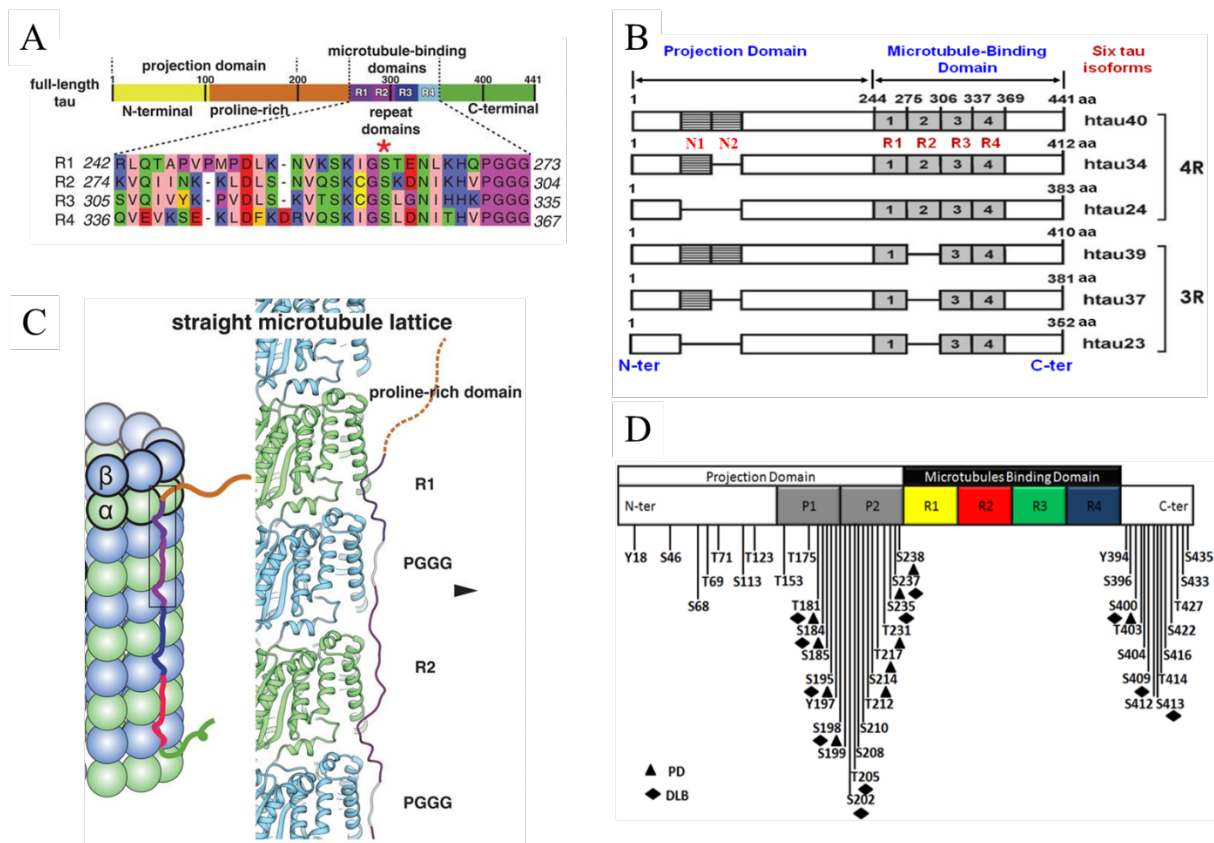 A
microtubule-binding
projection domain domains
full-length tau
1 100 200 300 400 441
R1 R2 R3 R4
N-terminal proline-rich C-terminal
repeat domains
*
R1 242 RLQTAPVPMPDLK-NVKSKIGSTENLKHQPGGG 273
R2 274 KVQIINK-KLDLS-NVQSKCGSKDNIKHVPGGG 304
R3 305 SVQIVYK-PVDLS-KVTSKCGSLGNIHHKPGGG 335
R4 336 QVEVKSE-KLDFKDRVQSKIGSLDNITHVPGGG 367
B
Projection Domain Microtubule-Binding Domain Six tau isoforms
1 244 275 306 337 369 441 aa
1 2 3 4 htau40
N1 N2 R1 R2 R3 R4
1 412 aa
1 2 3 4 htau34
4R
1 383 aa
1 2 3 4 htau24
1 410 aa
1 3 4 htau39
1 381 aa
1 3 4 htau37
3R
1 352 aa
1 3 4 htau23
N-ter C-ter
C
straight microtubule lattice
proline-rich domain
β
α
R1
PGGG
R2
PGGG
D
Projection Domain Microtubules Binding Domain
N-ter P1 P2 R1 R2 R3 R4 C-ter
Y18 S46 T71 T123 T175 S238 Y394 S435
T69 S113 T153 S237 S396 S433
S68 T181 S235 S400 T427
S184 T231 T403 S422
S185 T217 S404 S416
S195 S214 S409 T414
Y197 T212 S412 S413
S198 S210
S199 S208
T205
S202
PD
DLB